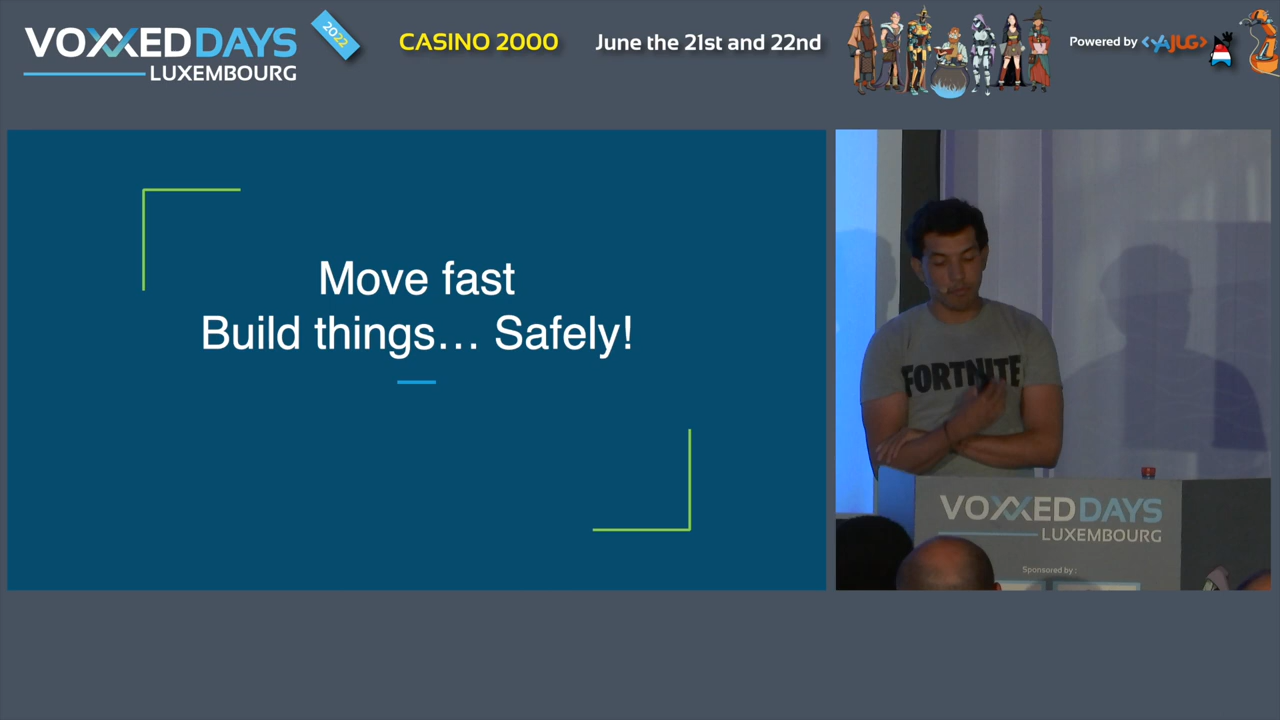 VOXXEDDAYS
LUXEMBOURG
2022
CASINO 2000
June the 21st and 22nd
Powered by <YAJUG>
Move fast
Build things… Safely!
FORTNITE
VOXXEDDAYS
LUXEMBOURG
Sponsored by :